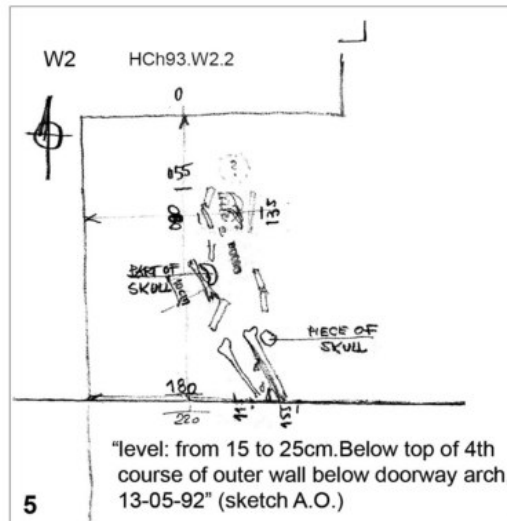 W2 HCh93.W2.2
0
055
080
135
PART OF
SKULL
10cm
PIECE OF
SKULL
180
220
155
"level: from 15 to 25cm.Below top of 4th
course of outer wall below doorway arch
13-05-92" (sketch A.O.)
5